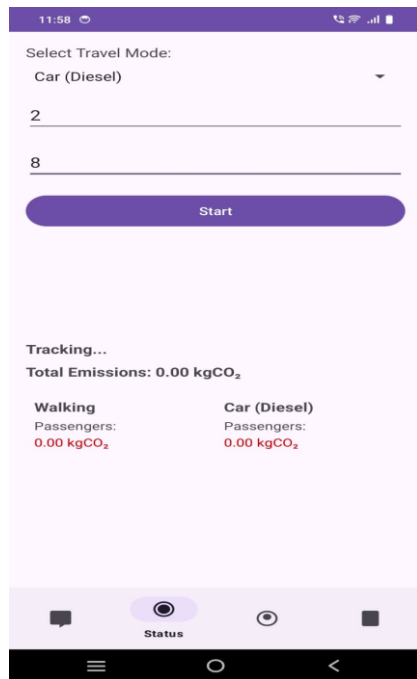 11:58
Select Travel Mode:
Car (Diesel)
2
8
Start
Tracking...
Total Emissions: 0.00 kgCO₂
Walking
Car (Diesel)
Passengers:
Passengers:
0.00 kgCO₂
0.00 kgCO₂
Status